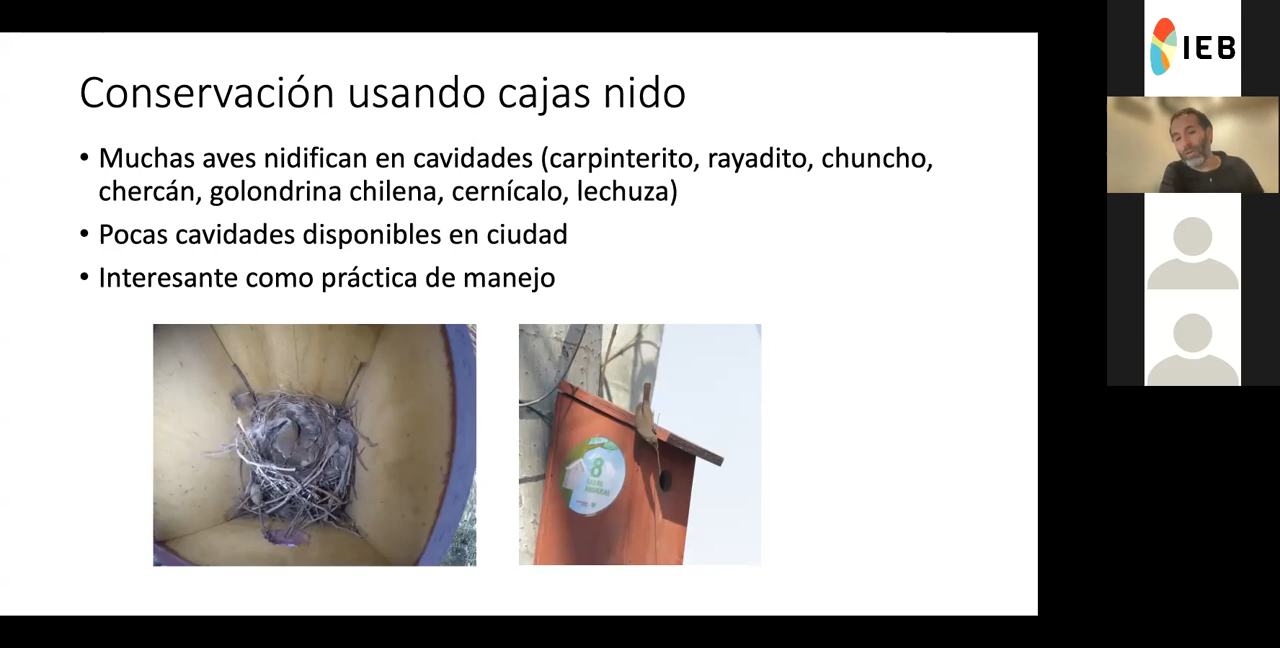 Conservación usando cajas nido
• Muchas aves nidifican en cavidades (carpinterito, rayadito, chuncho,
chercán, golondrina chilena, cernícalo, lechuza)
• Pocas cavidades disponibles en ciudad
• Interesante como práctica de manejo
8
IEB